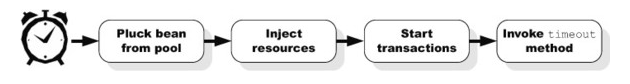 Pluck bean
from pool
Inject
resources
Start
transactions
Invoke timeout
method